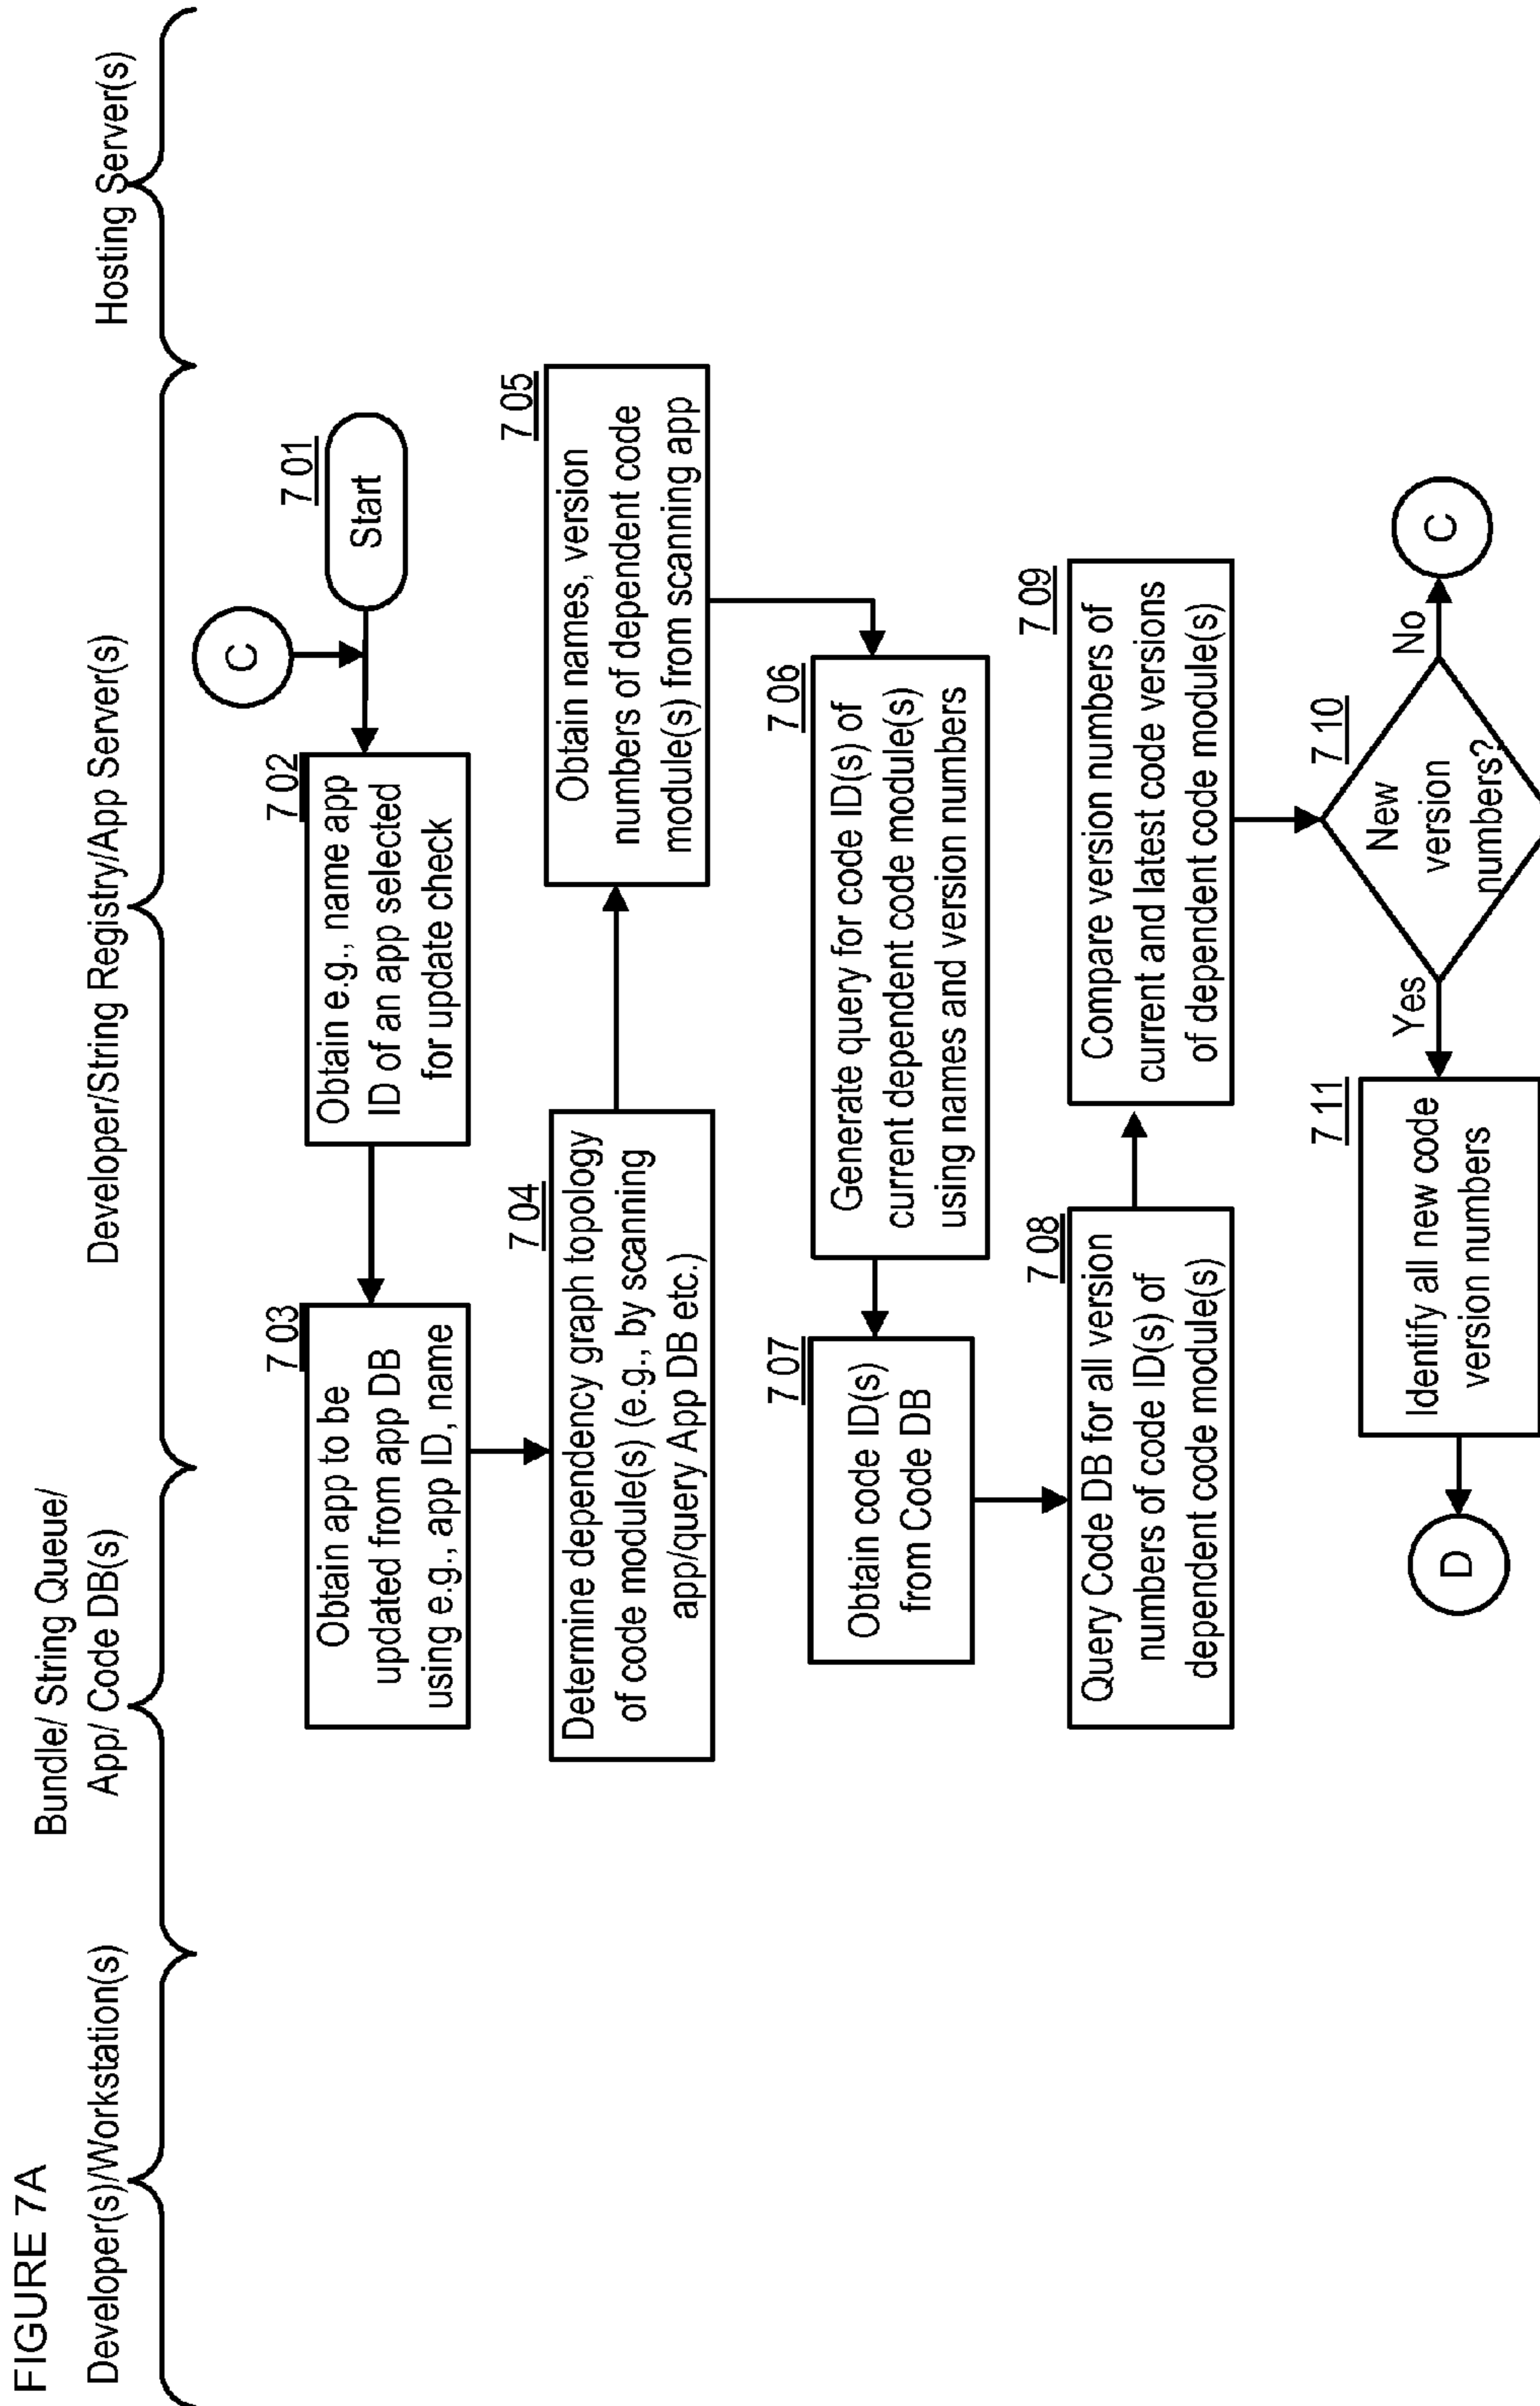 FIGURE 7A
Developer(s)/Workstation(s)
Bundle/ String Queue/
App/ Code DB(s)
Developer/String Registry/App Server(s)
Hosting Server(s)
C
7 01
Start
7 02
Obtain e.g., name app
ID of an app selected
for update check
7 03
Obtain app to be
updated from app DB
using e.g., app ID, name
7 04
Determine dependency graph topology
of code module(s) (e.g., by scanning
app/query App DB etc.)
7 05
Obtain names, version
numbers of dependent code
module(s) from scanning app
7 06
Generate query for code ID(s) of
current dependent code module(s)
using names and version numbers
7 07
Obtain code ID(s)
from Code DB
7 08
Query Code DB for all version
numbers of code ID(s) of
dependent code module(s)
7 09
Compare version numbers of
current and latest code versions
of dependent code module(s)
7 10
New
version
numbers?
No
C
Yes
7 11
Identify all new code
version numbers
D